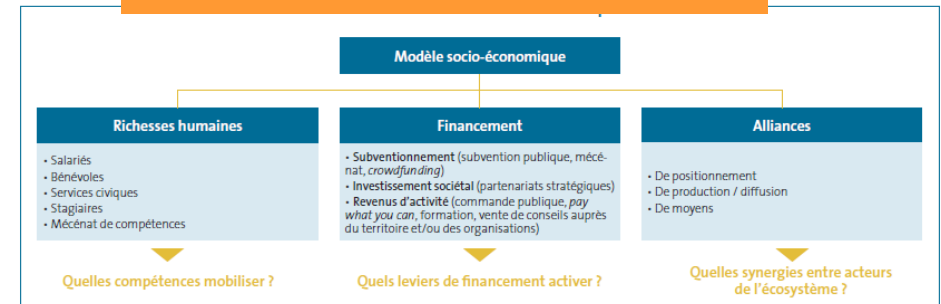 Modèle socio-économique
Richesses humaines
• Salariés
• Bénévoles
• Services civiques
• Stagiaires
• Mécénat de compétences
Quelles compétences mobiliser ?
Financement
• Subventionnement (subvention publique, mécé-
nat, crowdfunding)
• Investissement sociétal (partenariats stratégiques)
• Revenus d’activité (commande publique, pay
what you can, formation, vente de conseils auprès
du territoire et/ou des organisations)
Quels leviers de financement activer ?
Alliances
• De positionnement
• De production / diffusion
• De moyens
Quelles synergies entre acteurs
de l’écosystème ?